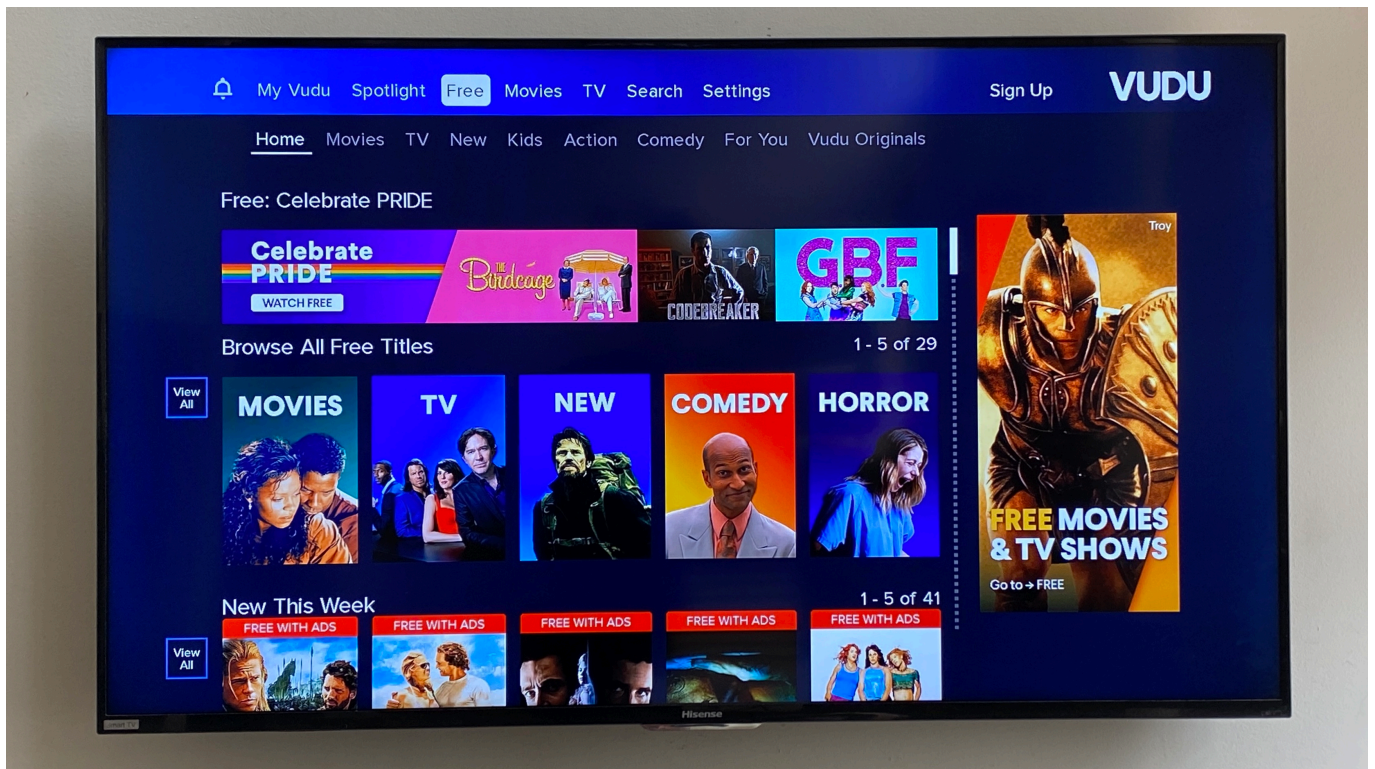 My Vudu Spotlight Free Movies TV Search Settings Sign Up VUDU
Home Movies TV New Kids Action Comedy For You Vudu Originals
Free: Celebrate PRIDE
Celebrate
PRIDE
WATCH FREE
THE
Birdcage
CODEBREAKER
GBF
Troy
FREE MOVIES
& TV SHOWS
Go to → FREE
Browse All Free Titles
1 - 5 of 29
View
All
MOVIES
TV
NEW
COMEDY
HORROR
New This Week
1 - 5 of 41
View
All
FREE WITH ADS
FREE WITH ADS
FREE WITH ADS
FREE WITH ADS
FREE WITH ADS
Hisense
smart TV